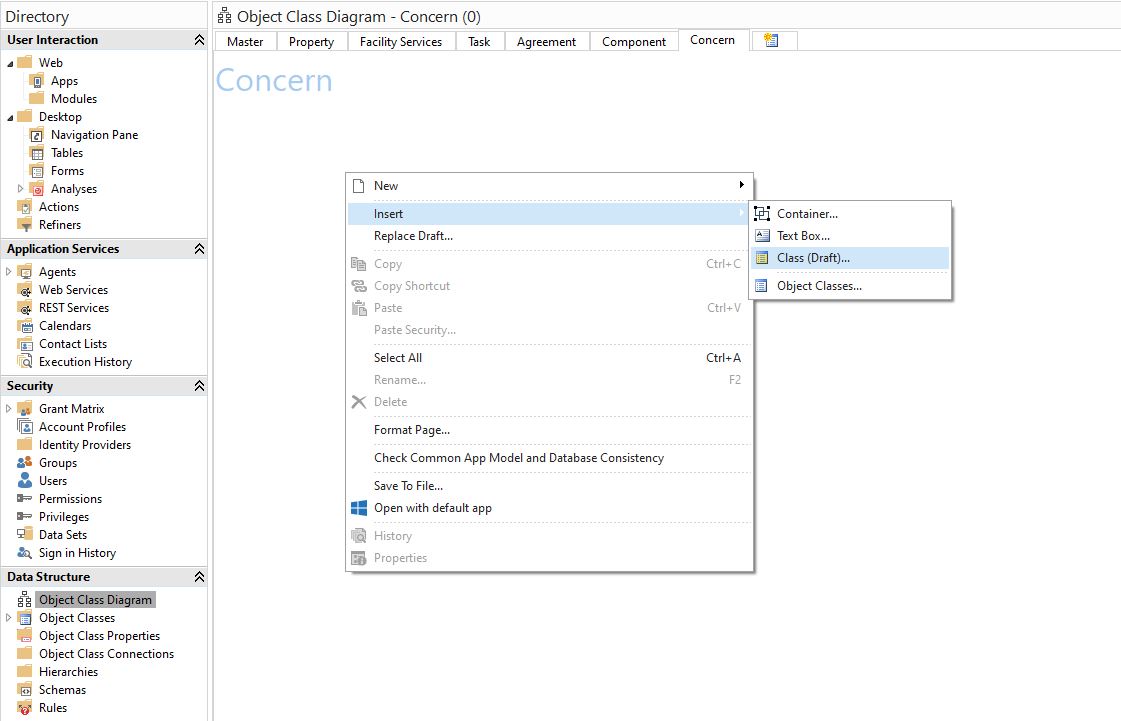 Directory
User Interaction
Web
Apps
Modules
Desktop
Navigation Pane
Tables
Forms
Analyses
Actions
Refiners
Application Services
Agents
Web Services
REST Services
Calendars
Contact Lists
Execution History
Security
Grant Matrix
Account Profiles
Identity Providers
Groups
Users
Permissions
Privileges
Data Sets
Sign in History
Data Structure
Object Class Diagram
Object Classes
Object Class Properties
Object Class Connections
Hierarchies
Schemas
Rules
Object Class Diagram - Concern (0)
Master Property Facility Services Task Agreement Component Concern
Concern
New
Insert
Replace Draft...
Copy Ctrl+C
Copy Shortcut
Paste Ctrl+V
Paste Security...
Select All Ctrl+A
Rename... F2
Delete
Format Page...
Check Common App Model and Database Consistency
Save To File...
Open with default app
History
Properties
Container...
Text Box...
Class (Draft)...
Object Classes...